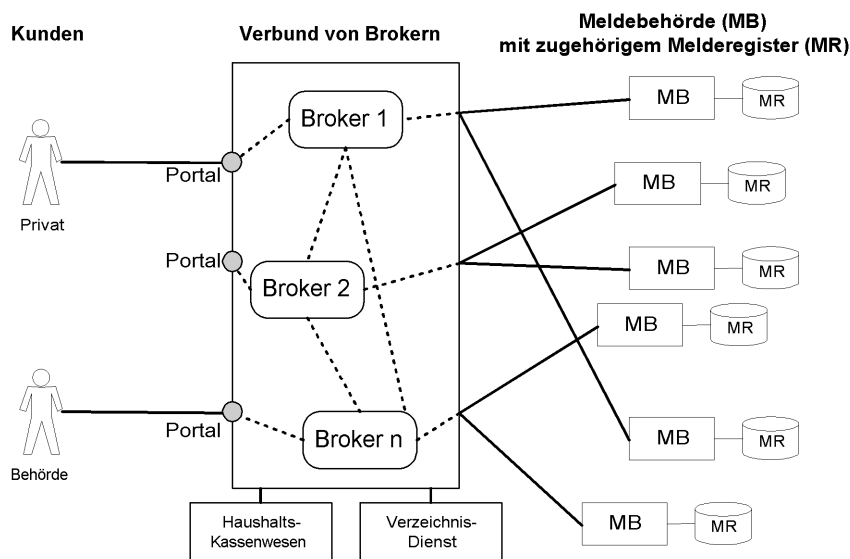 Kunden
Verbund von Brokern
Meldebehörde (MB)
mit zugehörigem Melderegister (MR)
Broker 1
MB
MR
Portal
Privat
MB
MR
Portal
Broker 2
MB
MR
MB
MR
Portal
Broker n
MB
MR
Behörde
MB
MR
Haushalts-
Kassenwesen
Verzeichnis-
Dienst